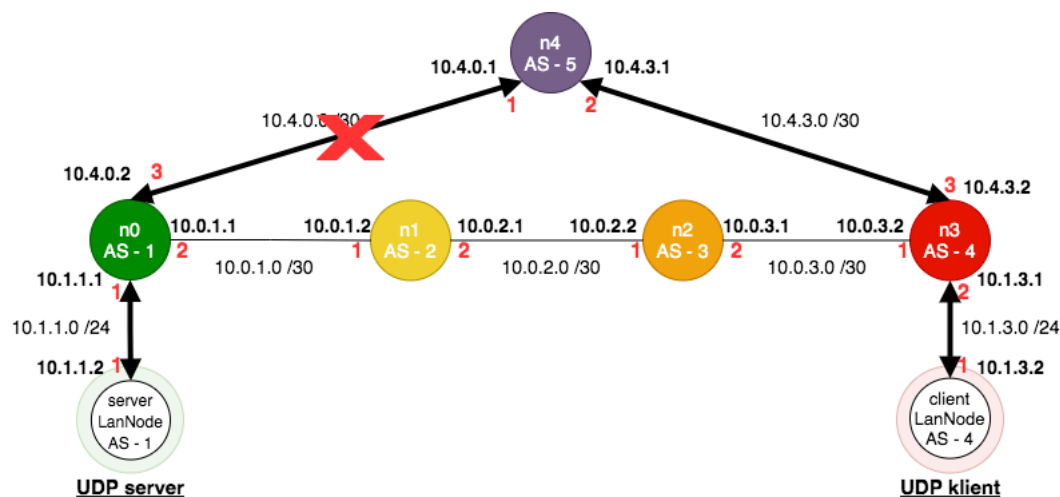 n4
AS - 5
10.4.0.1
10.4.3.1
1
2
10.4.0.0 /30
10.4.3.0 /30
10.4.0.2
3
3
10.4.3.2
n0
AS - 1
10.0.1.1
2
10.0.1.0 /30
10.0.1.2
1
n1
AS - 2
10.0.2.1
2
10.0.2.0 /30
10.0.2.2
1
n2
AS - 3
10.0.3.1
2
10.0.3.0 /30
10.0.3.2
1
n3
AS - 4
10.1.1.1
1
10.1.1.0 /24
10.1.1.2
1
2
10.1.3.1
10.1.3.0 /24
1
10.1.3.2
server
LanNode
AS - 1
UDP server
client
LanNode
AS - 4
UDP klient